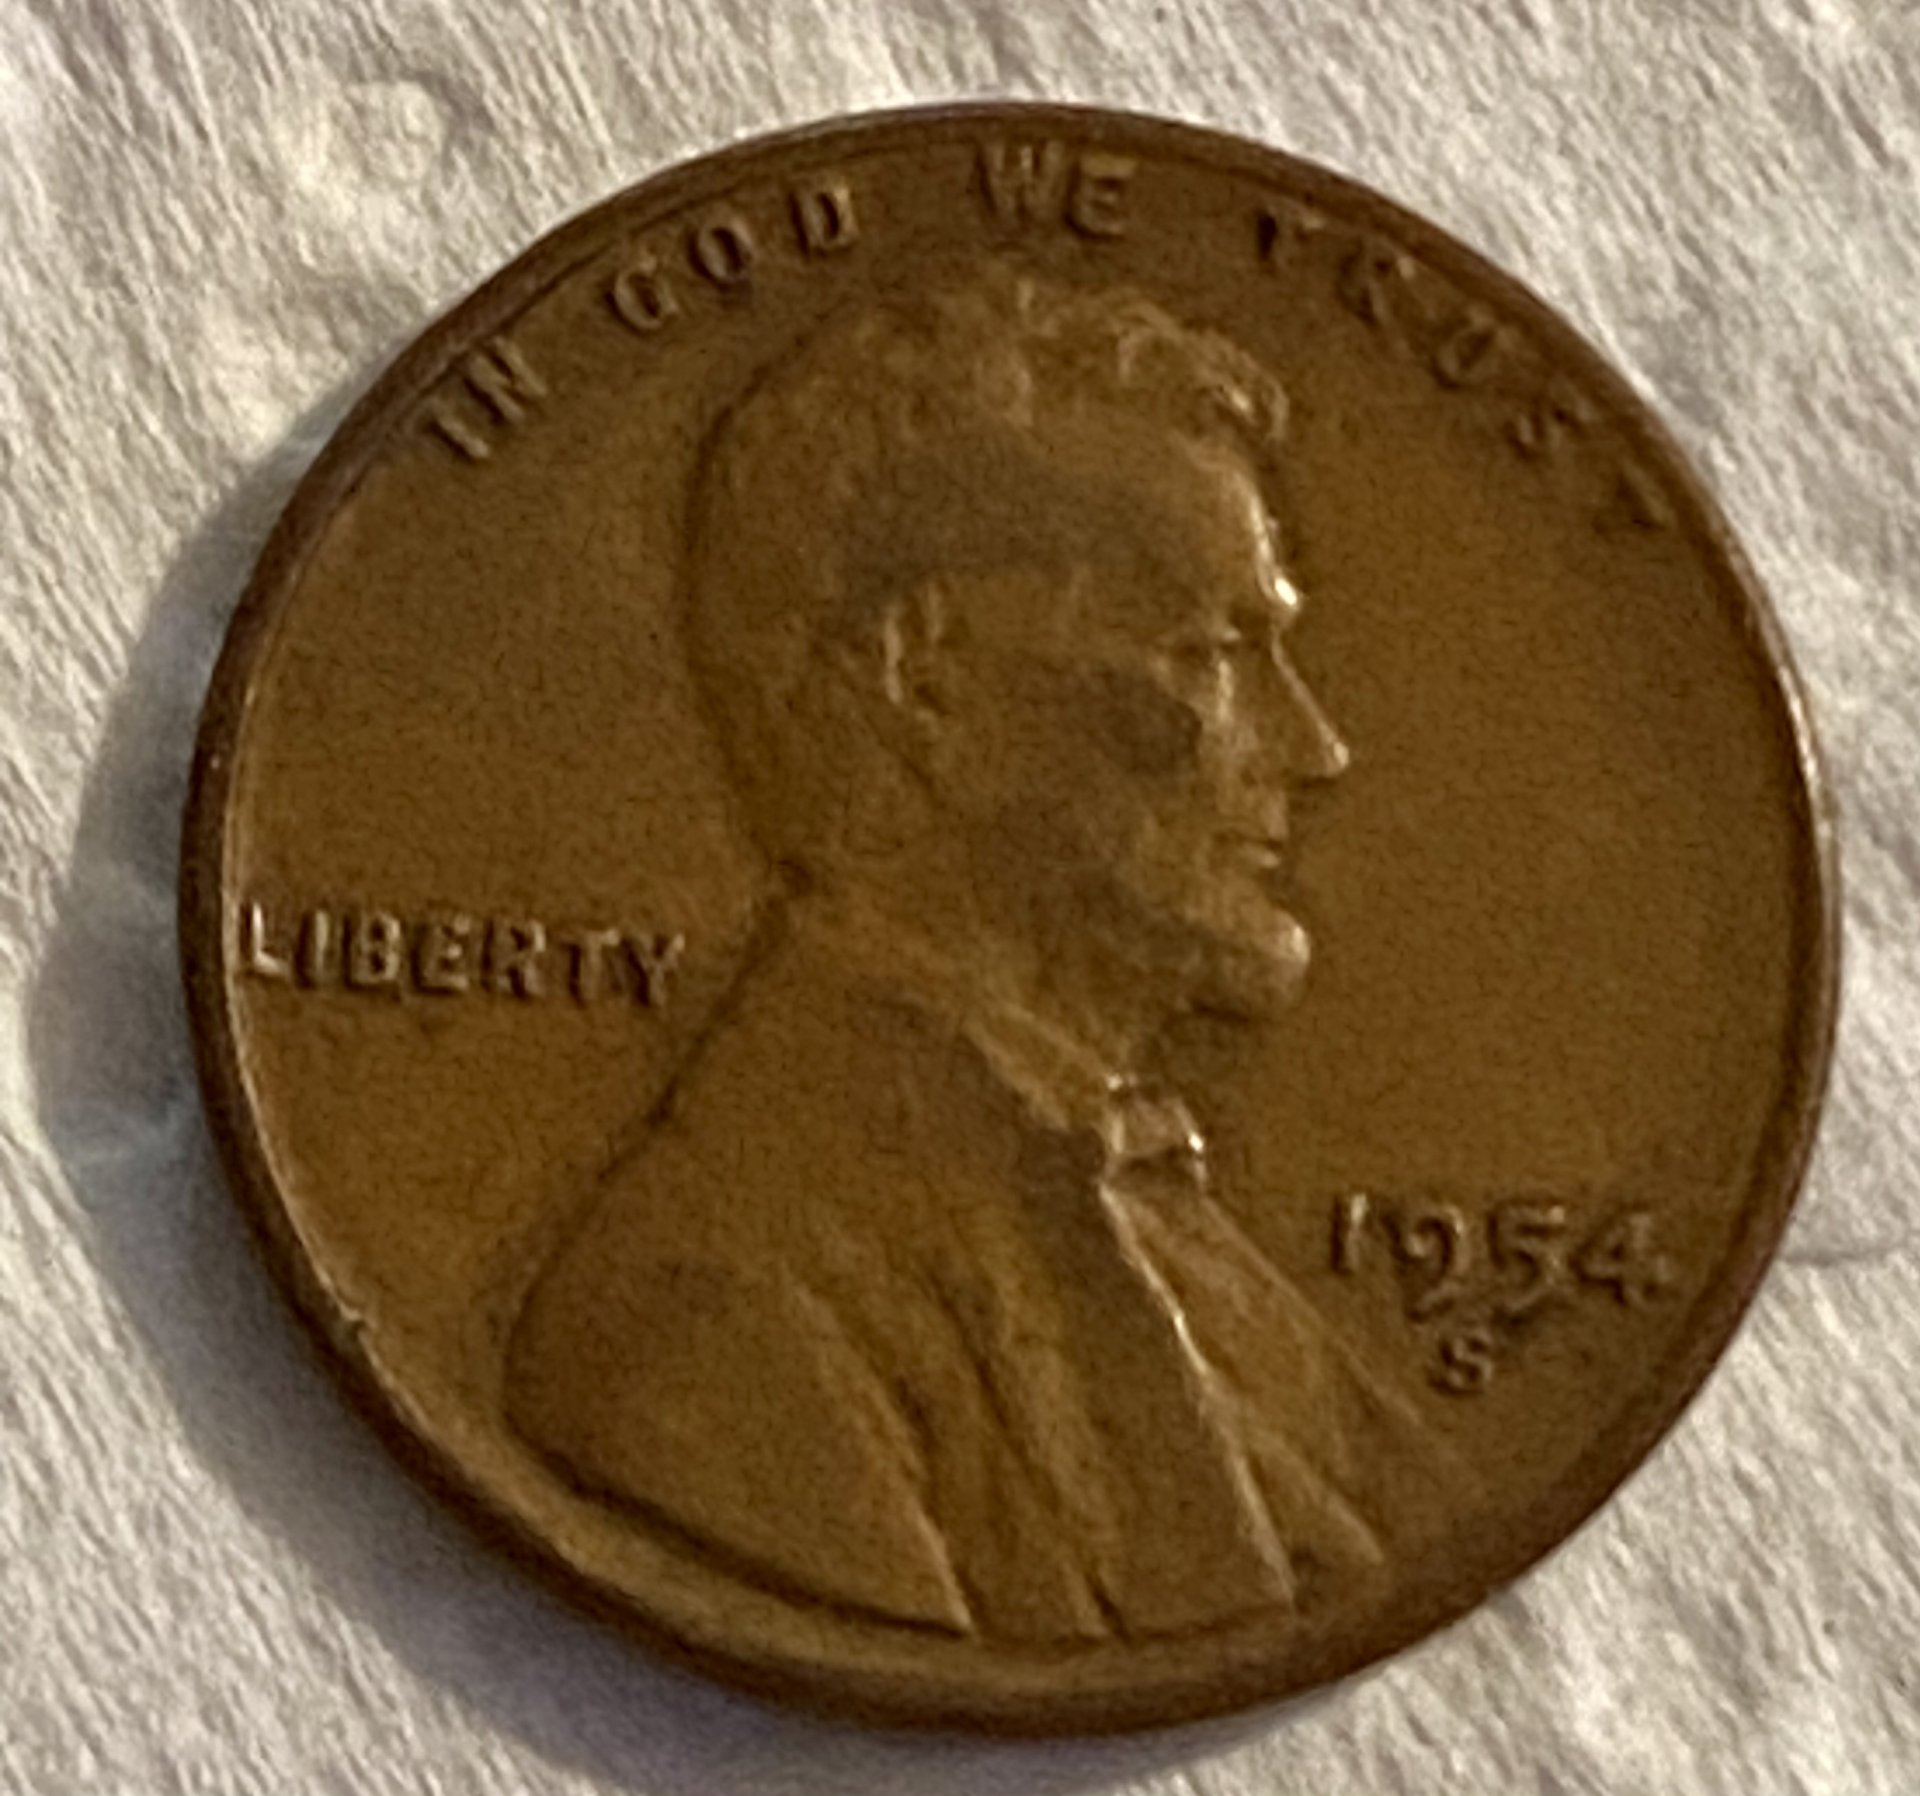 IN GOD WE TRUST
LIBERTY
1954
S